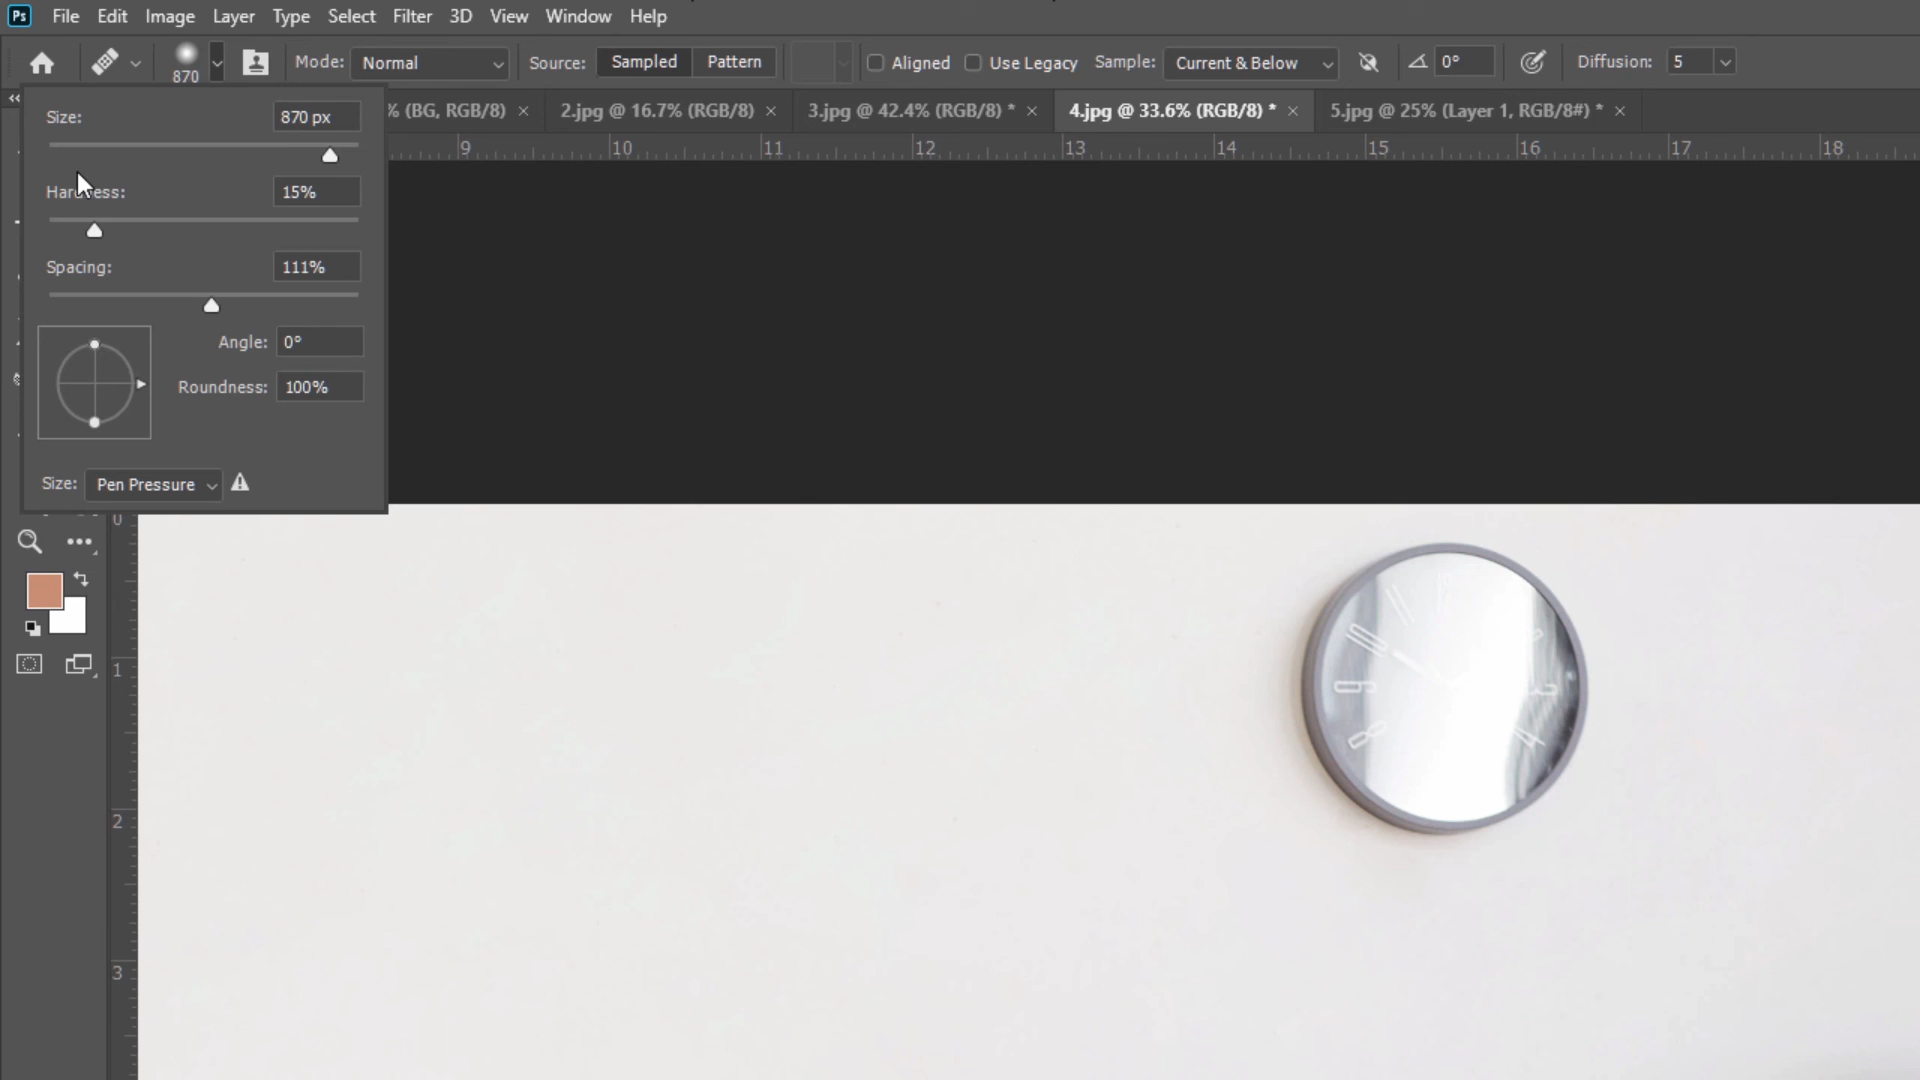 Ps File Edit Image Layer Type Select Filter 3D View Window Help
870 Mode: Normal Source: Sampled Pattern Aligned Use Legacy Sample: Current & Below 0° Diffusion: 5
% (BG, RGB/8) × 2.jpg @ 16.7% (RGB/8) × 3.jpg @ 42.4% (RGB/8) * × 4.jpg @ 33.6% (RGB/8) * × 5.jpg @ 25% (Layer 1, RGB/8#) * ×
9 10 11 12 13 14 15 16 17 18
Size: 870 px
Hardness: 15%
Spacing: 111%
Angle: 0°
Roundness: 100%
Size: Pen Pressure
0
1
2
3